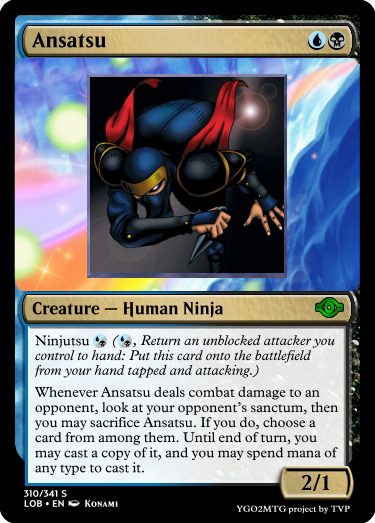 Ansatsu
Creature — Human Ninja
Ninjutsu (, Return an unblocked attacker you
control to hand: Put this card onto the battlefield
from your hand tapped and attacking.)
Whenever Ansatsu deals combat damage to an
opponent, look at your opponent's sanctum, then
you may sacrifice Ansatsu. If you do, choose a
card from among them. Until end of turn, you
may cast a copy of it, and you may spend mana of
any type to cast it.
2/1
310/341 S
LOB • EN Konami
YGO2MTG project by TVP